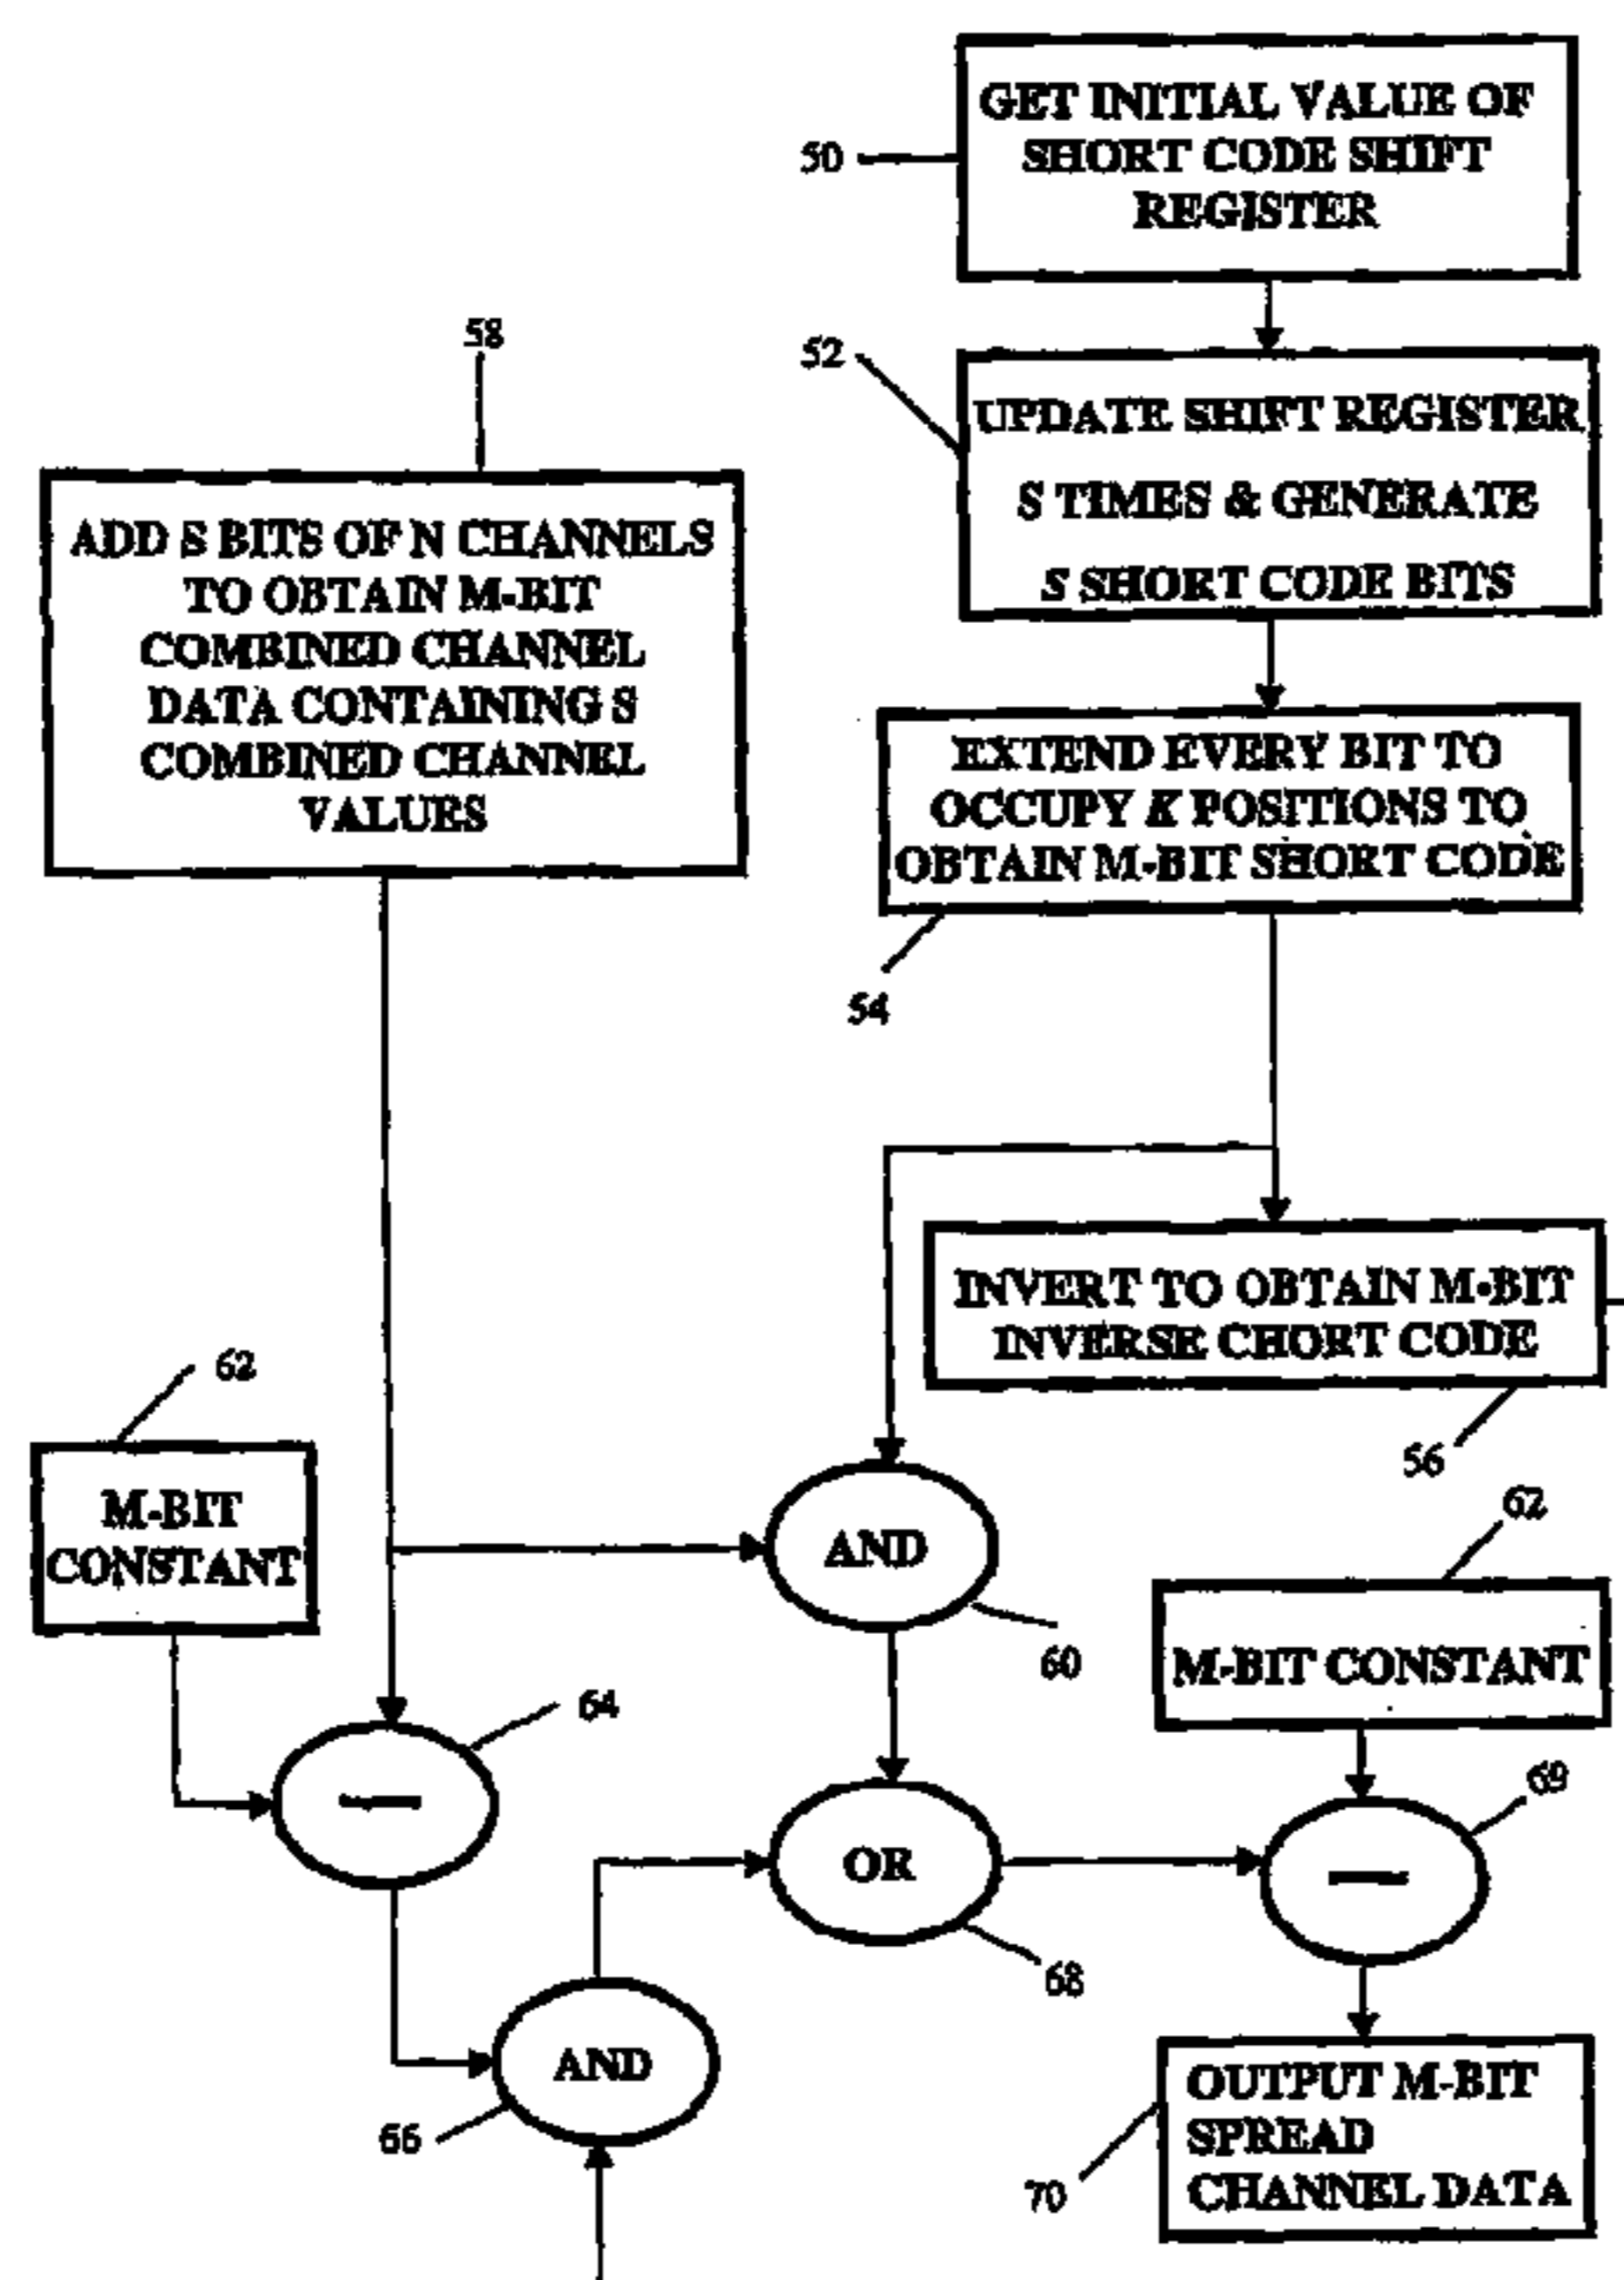 GET INITIAL VALUE OF
SHORT CODE SHIFT
REGISTER
50
52
UPDATE SHIFT REGISTER
S TIMES & GENERATE
S SHORT CODE BITS
58
ADD S BITS OF N CHANNELS
TO OBTAIN M-BIT
COMBINED CHANNEL
DATA CONTAINING S
COMBINED CHANNEL
VALUES
EXTEND EVERY BIT TO
OCCUPY K POSITIONS TO
OBTAIN M-BIT SHORT CODE
54
INVERT TO OBTAIN M-BIT
INVERSE CHORT CODE
56
62
M-BIT
CONSTANT
AND
60
62
M-BIT CONSTANT
64
—
OR
68
69
—
AND
66
OUTPUT M-BIT
SPREAD
CHANNEL DATA
70